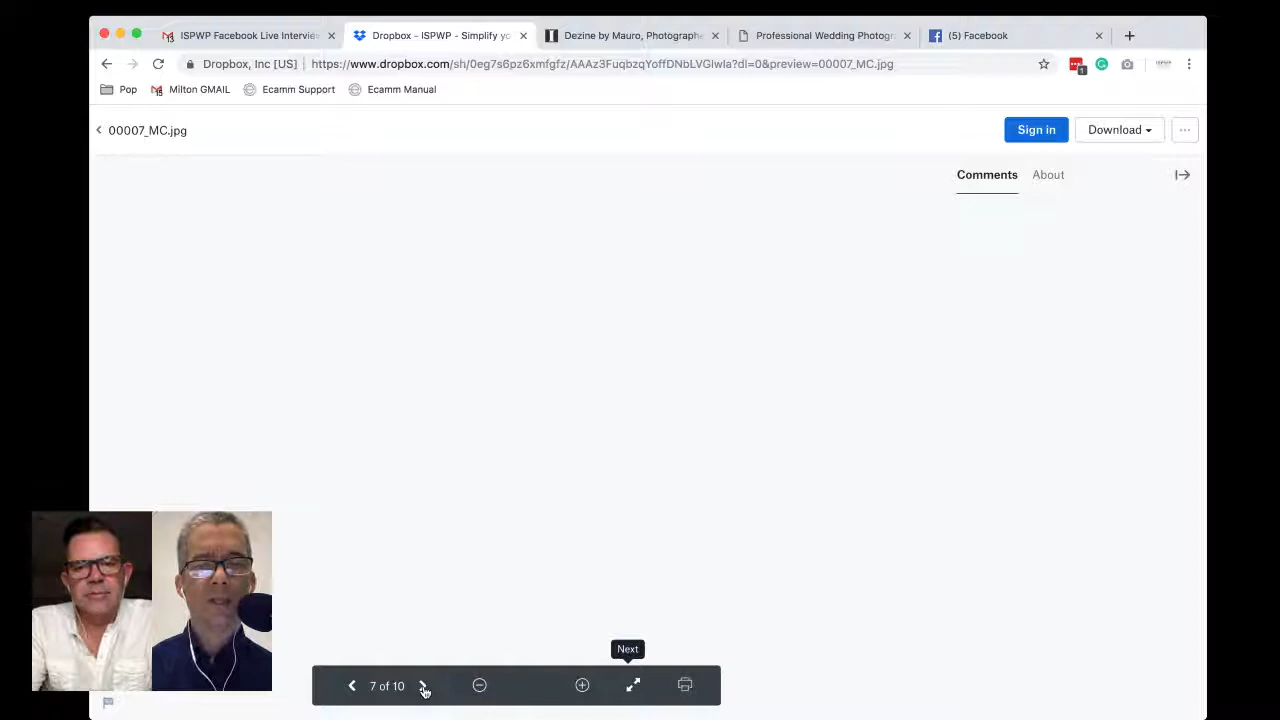 ISPWP Facebook Live Intervie
Dropbox - ISPWP - Simplify yo
Dezine by Mauro, Photographe
Professional Wedding Photogr
(5) Facebook
Dropbox, Inc [US] https://www.dropbox.com/sh/0eg7s6pz6xmfgfz/AAAz3FuqbzqYoffDNbLVGlwIa?dl=0&preview=00007_MC.jpg
1
Pop
Milton GMAIL
Ecamm Support
Ecamm Manual
00007_MC.jpg
Sign in
Download
Comments
About
Next
7 of 10